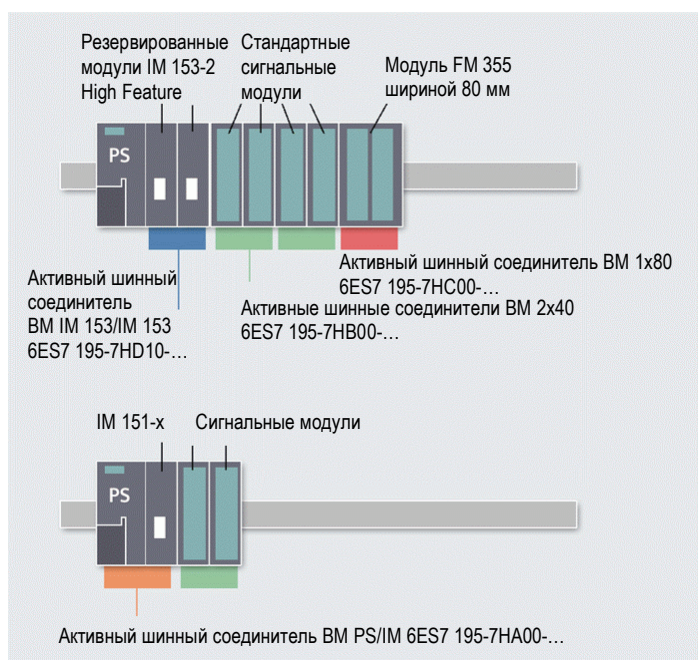 Резервированные
модули IM 153-2
High Feature
Стандартные
сигнальные
модули
Модуль FM 355
шириной 80 мм
PS
Активный шинный соединитель BM 1x80
6ES7 195-7HC00-…
Активный шинный
соединитель
BM IM 153/IM 153
6ES7 195-7HD10-…
Активные шинные соединители BM 2x40
6ES7 195-7HB00-…
IM 151-x
Сигнальные модули
PS
Активный шинный соединитель BM PS/IM 6ES7 195-7HA00-…